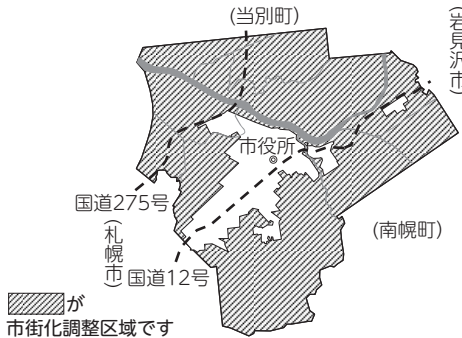 (当別町)
(岩見沢市)
市役所
国道275号
(札幌市)
国道12号
(南幌町)
が
市街化調整区域です